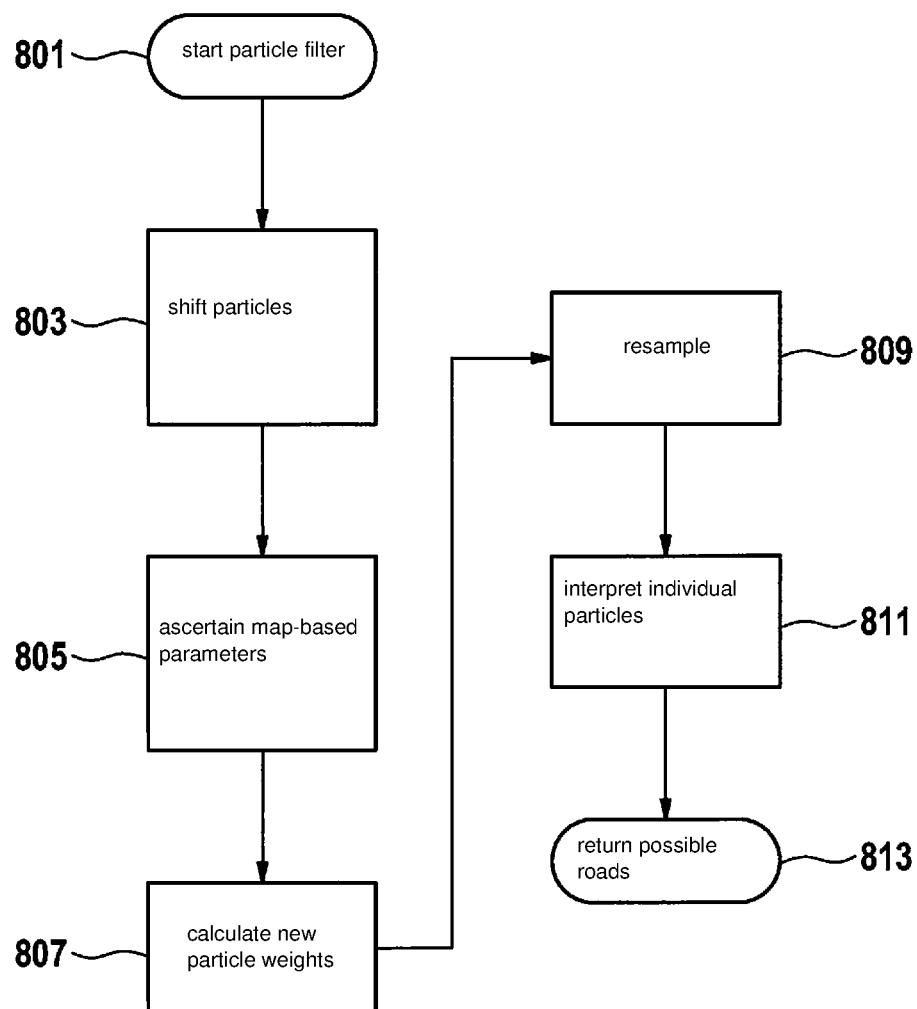 801
start particle filter
803
shift particles
805
ascertain map-based
parameters
807
calculate new
particle weights
resample
809
interpret individual
particles
811
return possible
roads
813